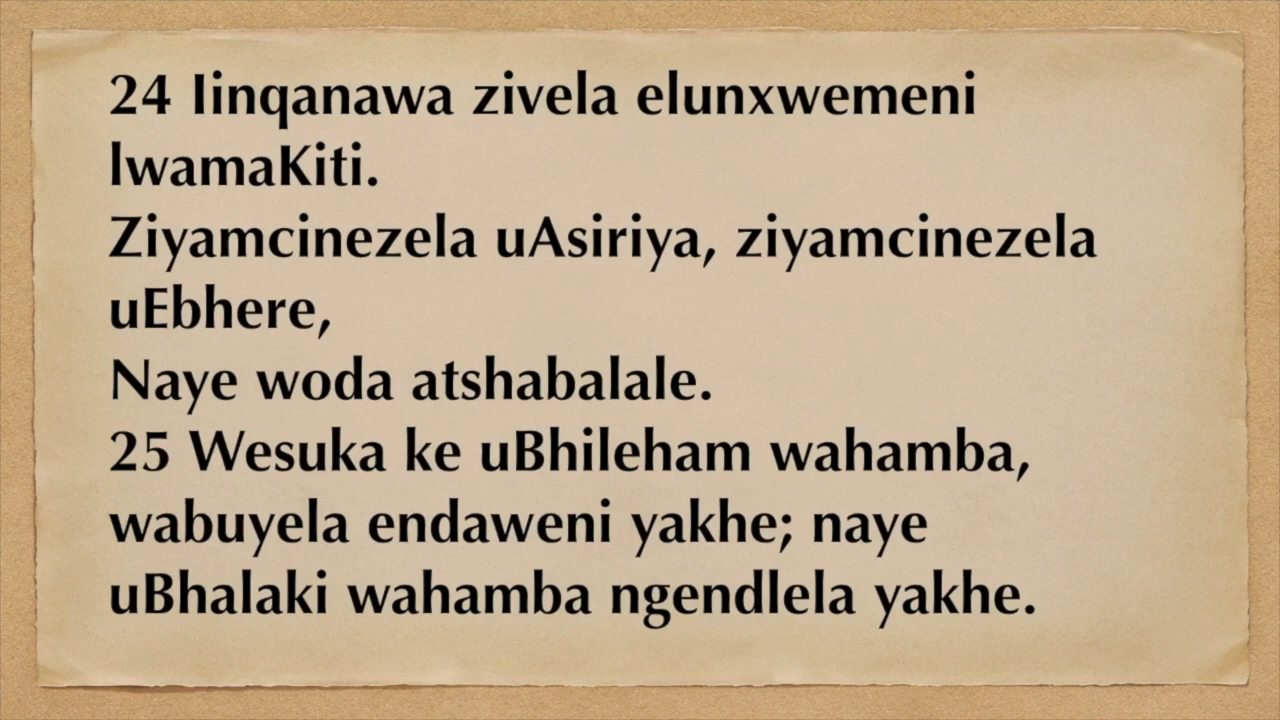 24 Iinqanawa zivela elunxwemeni
lwamaKiti.
Ziyamcinezela uAsiriya, ziyamcinezela
uEbhere,
Naye woda atshabalale.
25 Wesuka ke uBhileham wahamba,
wabuyela endaweni yakhe; naye
uBhalaki wahamba ngendlela yakhe.